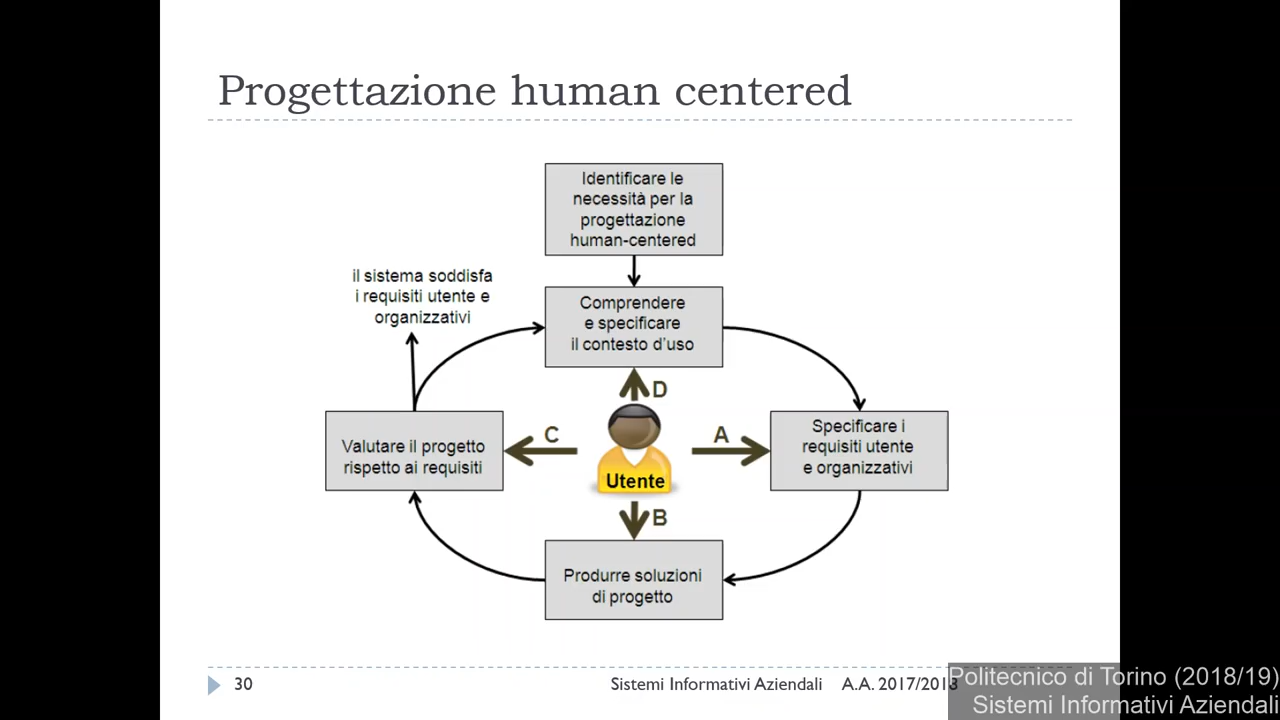 Progettazione human centered
Identificare le
necessità per la
progettazione
human-centered
il sistema soddisfa
i requisiti utente e
organizzativi
Comprendere
e specificare
il contesto d'uso
D
Valutare il progetto
rispetto ai requisiti
C
Utente
A
Specificare i
requisiti utente
e organizzativi
B
Produrre soluzioni
di progetto
30
Sistemi Informativi Aziendali A.A. 2017/2018
Politecnico di Torino (2018/19)
Sistemi Informativi Aziendali